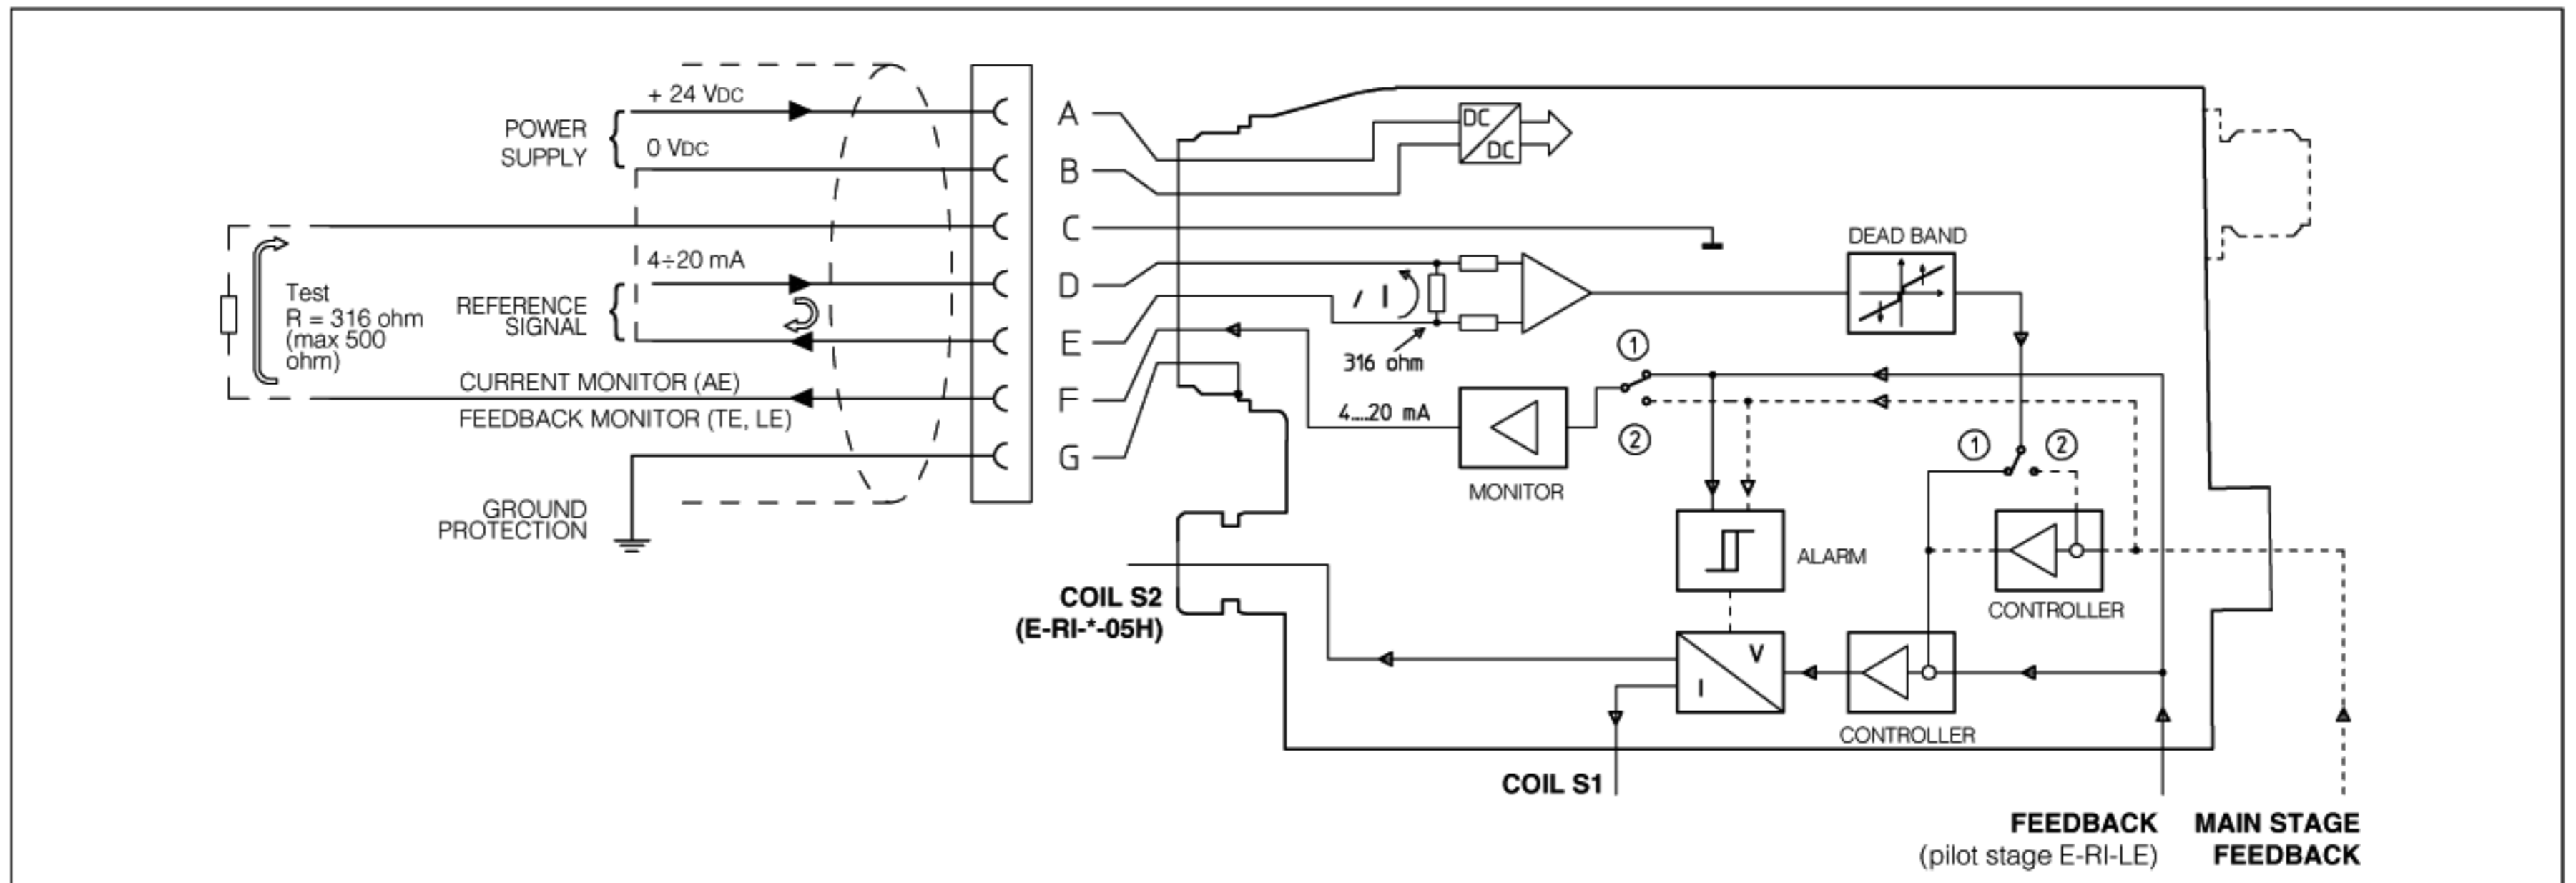 + 24 VDC
POWER
SUPPLY
0 VDC
4÷20 mA
REFERENCE
SIGNAL
Test
R = 316 ohm
(max 500
ohm)
CURRENT MONITOR (AE)
FEEDBACK MONITOR (TE, LE)
GROUND
PROTECTION
A
B
C
D
E
F
G
DC
DC
DEAD BAND
/ I
316 ohm
4....20 mA
MONITOR
1
2
1
2
ALARM
CONTROLLER
COIL S2
(E-RI-*-05H)
V
I
CONTROLLER
COIL S1
FEEDBACK
(pilot stage E-RI-LE)
MAIN STAGE
FEEDBACK